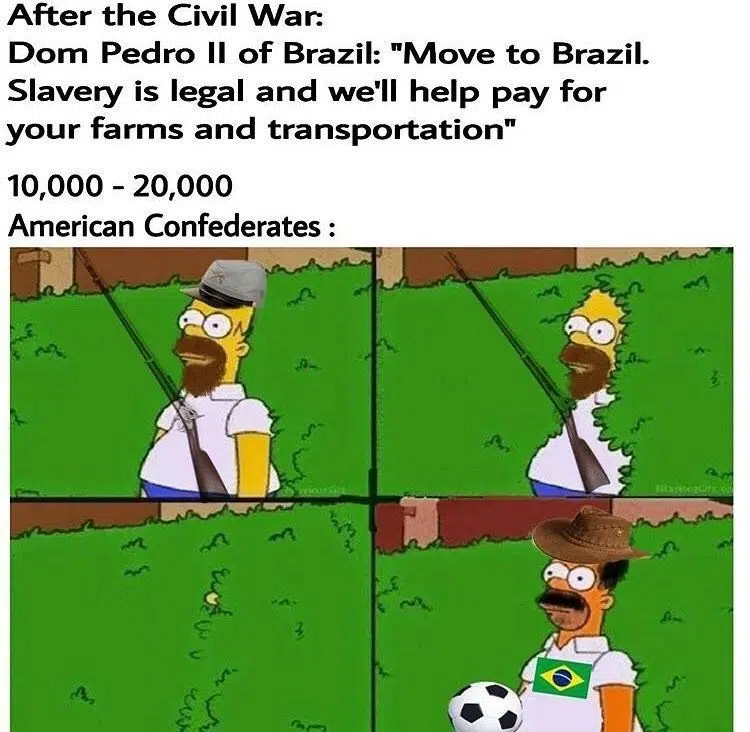 After the Civil War:
Dom Pedro II of Brazil: "Move to Brazil.
Slavery is legal and we'll help pay for
your farms and transportation"
10,000 - 20,000
American Confederates :